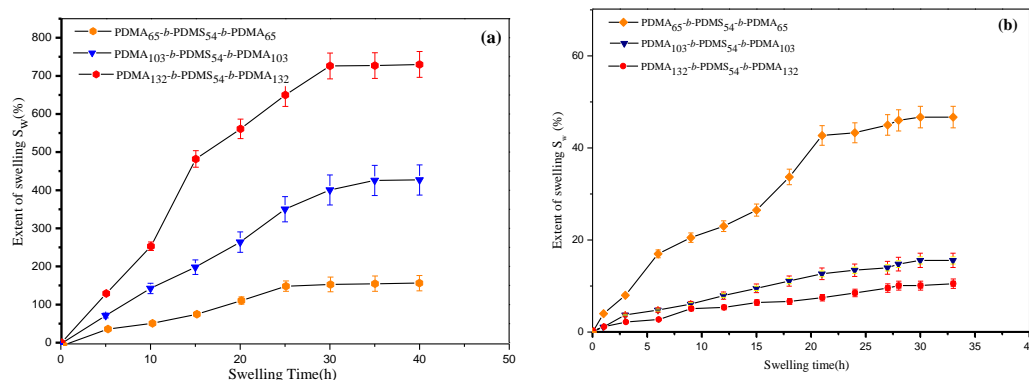 (a)
PDMA65-b-PDMS54-b-PDMA65
PDMA103-b-PDMS54-b-PDMA103
PDMA132-b-PDMS54-b-PDMA132
Extent of swelling SW(%)
800
700
600
500
400
300
200
100
0
0 10 20 30 40 50
Swelling Time(h)
(b)
PDMA65-b-PDMS54-b-PDMA65
PDMA103-b-PDMS54-b-PDMA103
PDMA132-b-PDMS54-b-PDMA132
Extent of swelling Sw (%)
60
40
20
0
0 5 10 15 20 25 30 35 4
Swelling time(h)